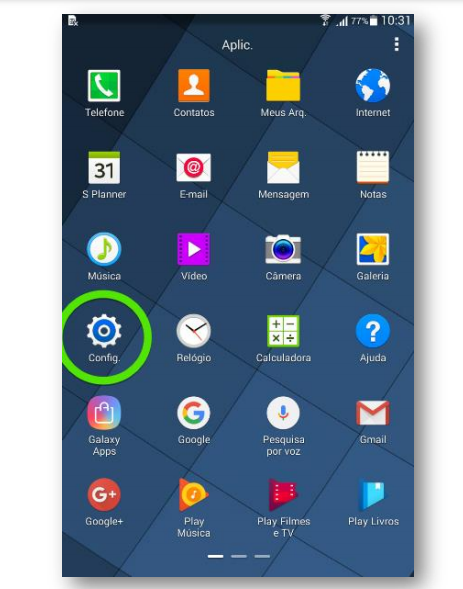 77% 10:31
Aplic.
Telefone Contatos Meus Arq. Internet
31
S Planner E-mail Mensagem Notas
Música Vídeo Câmera Galeria
Config. Relógio Calculadora Ajuda
Galaxy Apps Google Pesquisa por voz Gmail
G+
Google+ Play Música Play Filmes e TV Play Livros